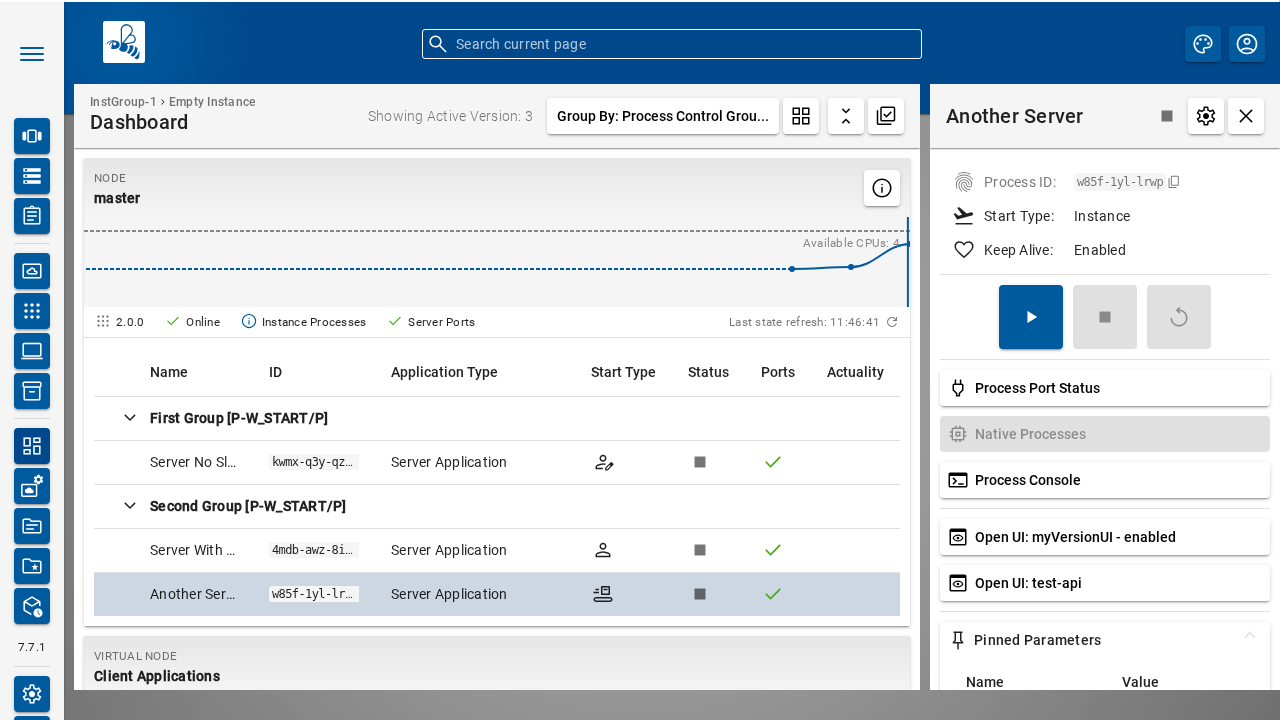 Search current page
InstGroup-1 › Empty Instance
Dashboard
Showing Active Version: 3
Group By: Process Control Grou...
NODE
master
Available CPUs: 4
2.0.0
Online
Instance Processes
Server Ports
Last state refresh: 11:46:41
Name ID Application Type Start Type Status Ports Actuality
First Group [P-W_START/P]
Server No Sl... kwmx-q3y-qz... Server Application
Second Group [P-W_START/P]
Server With ... 4mdb-awz-8i... Server Application
Another Ser... w85f-1yl-lr... Server Application
VIRTUAL NODE
Client Applications
7.7.1
Another Server
Process ID: w85f-1yl-lrwp
Start Type: Instance
Keep Alive: Enabled
Process Port Status
Native Processes
Process Console
Open UI: myVersionUI - enabled
Open UI: test-api
Pinned Parameters
Name Value